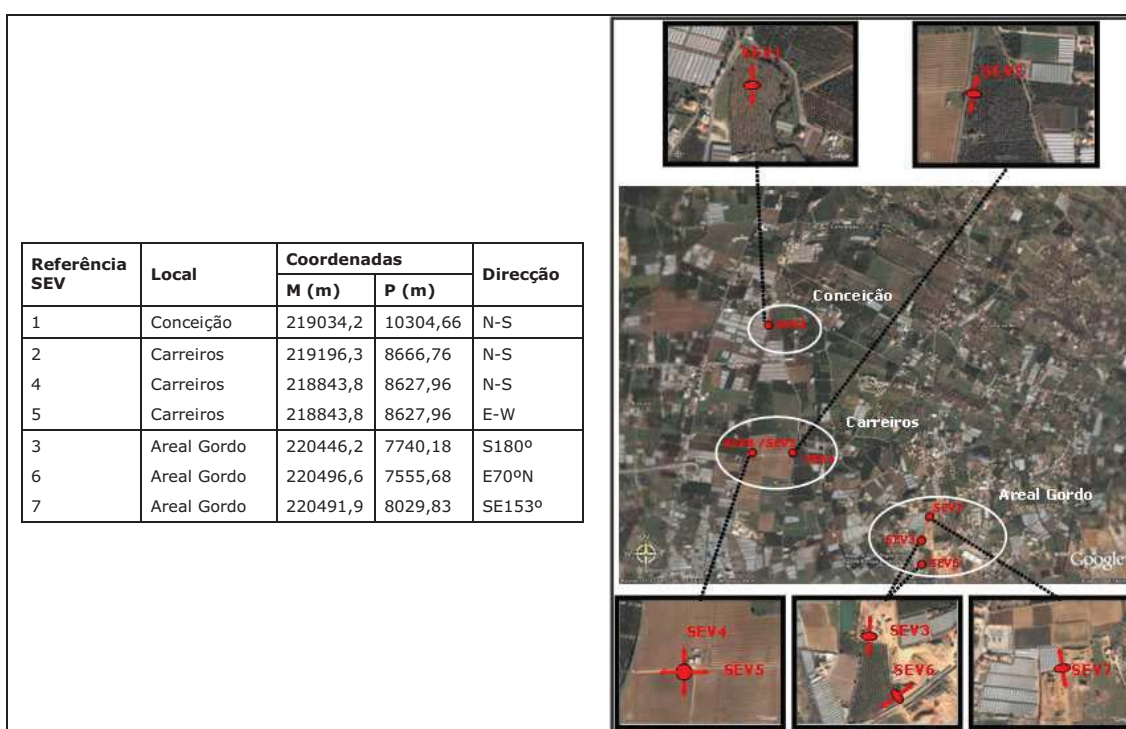 Referência SEV Local Coordenadas Direcção
M (m) P (m)
1 Conceição 219034,2 10304,66 N-S
2 Carreiros 219196,3 8666,76 N-S
4 Carreiros 218843,8 8627,96 N-S
5 Carreiros 218843,8 8627,96 E-W
3 Areal Gordo 220446,2 7740,18 S180º
6 Areal Gordo 220496,6 7555,68 E70ºN
7 Areal Gordo 220491,9 8029,83 SE153º
SEV1
Conceição
Carreiros
/SEV5
Areal Gordo
SEV7
SEV3
Google
SEV4
SEV5
SEV3
SEV6
SEV7